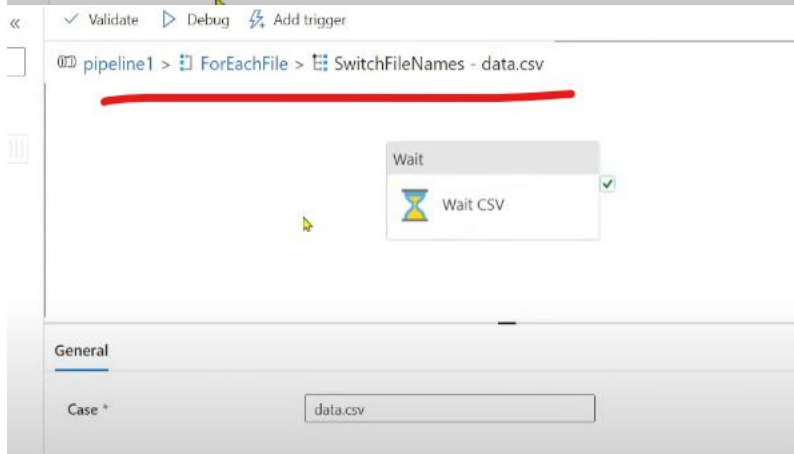 «
Validate Debug Add trigger
pipeline1 > ForEachFile > SwitchFileNames - data.csv
Wait
Wait CSV
General
Case * data.csv